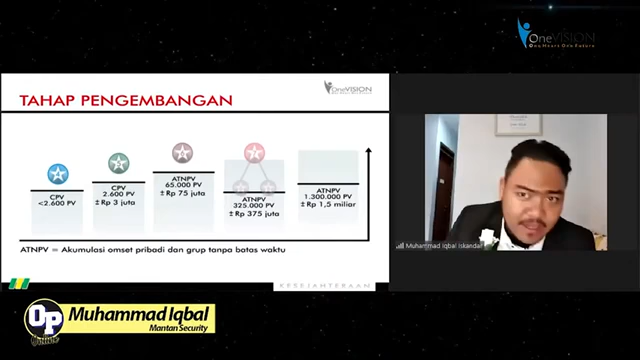 OneVISION
One Heart One Future
OneVISION
TAHAP PENGEMBANGAN
CPV
<2.600 PV
CPV
2.600 PV
± Rp 3 juta
ATNPV
65.000 PV
± Rp 75 juta
ATNPV
325.000 PV
± Rp 375 juta
ATNPV
1.300.000 PV
± Rp 1,5 miliar
ATNPV = Akumulasi omset pribadi dan grup tanpa batas waktu
KESEJAHTERAAN
Muhammad Iqbal Iskandar
Op
Muhammad Iqbal
Mantan Security